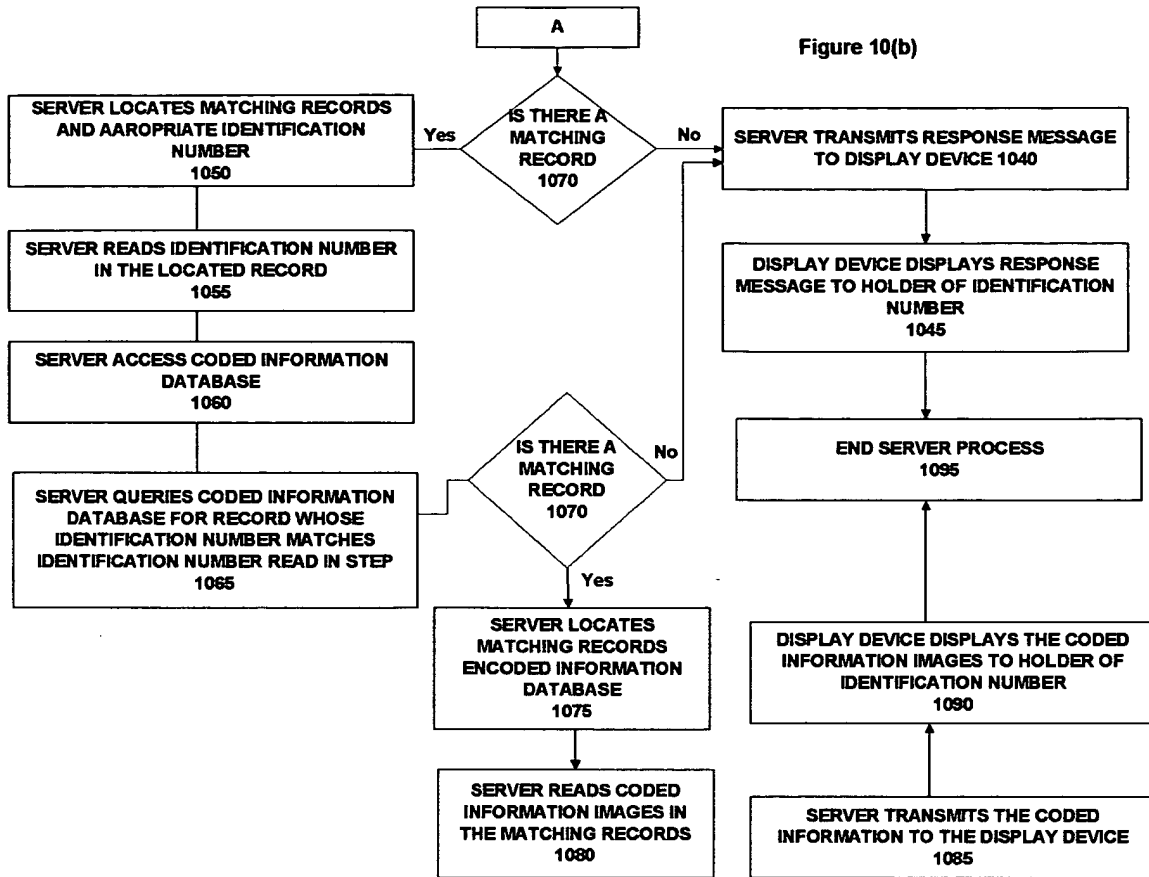 A
Figure 10(b)
IS THERE A
MATCHING
RECORD
1070
Yes
No
SERVER LOCATES MATCHING RECORDS
AND AAROPRIATE IDENTIFICATION
NUMBER
1050
SERVER READS IDENTIFICATION NUMBER
IN THE LOCATED RECORD
1055
SERVER ACCESS CODED INFORMATION
DATABASE
1060
SERVER QUERIES CODED INFORMATION
DATABASE FOR RECORD WHOSE
IDENTIFICATION NUMBER MATCHES
IDENTIFICATION NUMBER READ IN STEP
1065
IS THERE A
MATCHING
RECORD
1070
No
Yes
SERVER LOCATES
MATCHING RECORDS
ENCODED INFORMATION
DATABASE
1075
SERVER READS CODED
INFORMATION IMAGES IN
THE MATCHING RECORDS
1080
SERVER TRANSMITS RESPONSE MESSAGE
TO DISPLAY DEVICE 1040
DISPLAY DEVICE DISPLAYS RESPONSE
MESSAGE TO HOLDER OF IDENTIFICATION
NUMBER
1045
END SERVER PROCESS
1095
DISPLAY DEVICE DISPLAYS THE CODED
INFORMATION IMAGES TO HOLDER OF
IDENTIFICATION NUMBER
1090
SERVER TRANSMITS THE CODED
INFORMATION TO THE DISPLAY DEVICE
1085